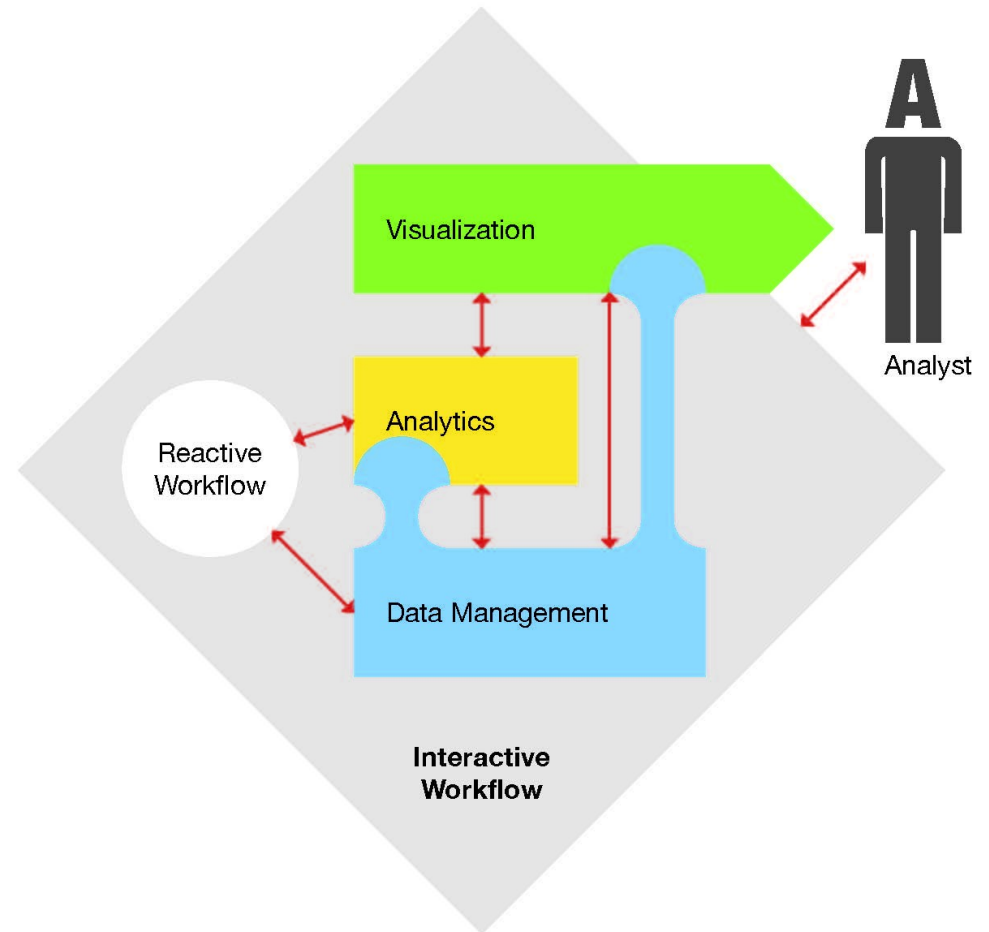 A
Visualization
Analyst
Analytics
Reactive
Workflow
Data Management
Interactive
Workflow